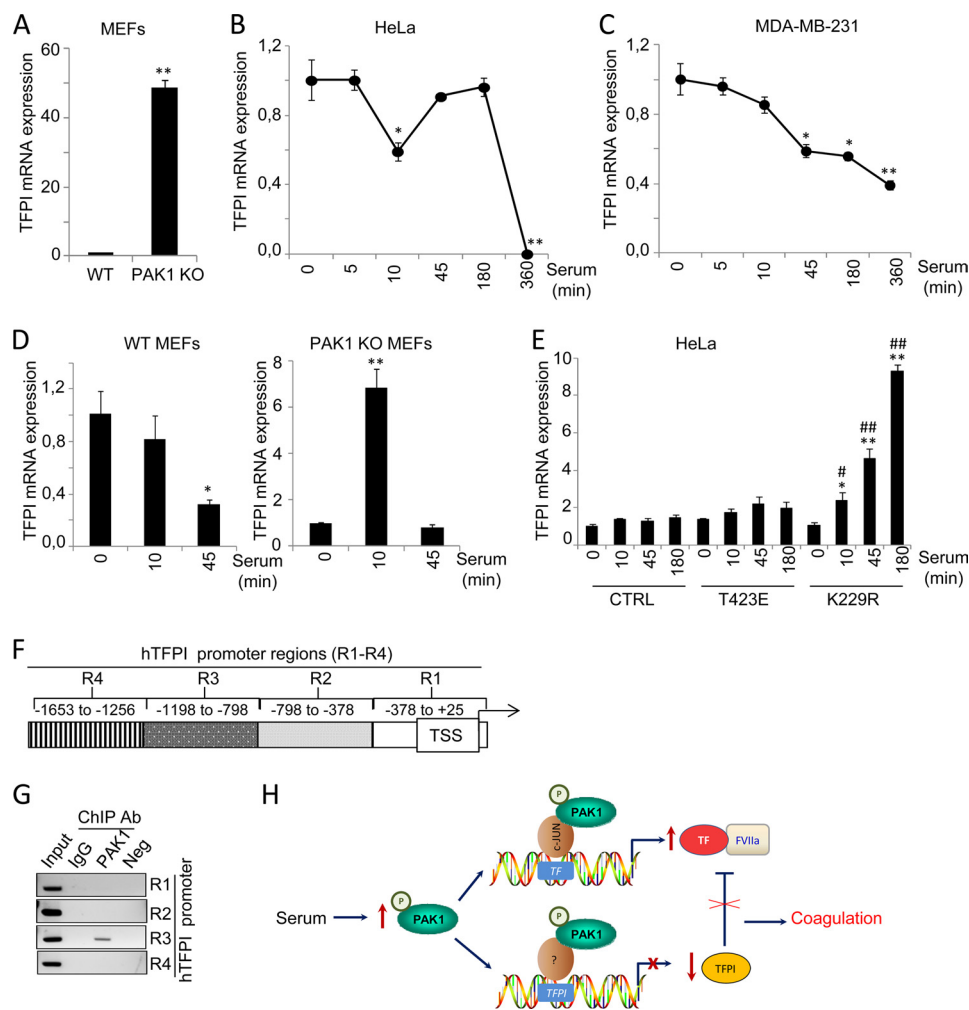 A
MEFs
TFPI mRNA expression
60
40
20
0
**
WT PAK1 KO
B
HeLa
TFPI mRNA expression
1,2
0,8
0,4
0,0
*
**
0 5 10 45 180 360
Serum
(min)
C
MDA-MB-231
TFPI mRNA expression
1,2
0,8
0,4
0,0
* * **
0 5 10 45 180 360
Serum
(min)
D
WT MEFs
TFPI mRNA expression
1,2
0,8
0,4
0,0
*
0 10 45
Serum
(min)
PAK1 KO MEFs
TFPI mRNA expression
8
6
4
2
0
**
0 10 45
Serum
(min)
E
HeLa
TFPI mRNA expression
10
8
6
4
2
0
# ## ##
* ** **
0 10 45 180 0 10 45 180 0 10 45 180
Serum
(min)
CTRL T423E K229R
F
hTFPI promoter regions (R1-R4)
R4 R3 R2 R1
-1653 to -1256 -1198 to -798 -798 to -378 -378 to +25
TSS
G
ChIP Ab
Input IgG PAK1 Neg
R1
R2
R3
R4
hTFPI promoter
H
P
PAK1
c-JUN
TF
TF FVIIa
Serum
P
PAK1
Coagulation
P
PAK1
?
TFPI
X
TFPI